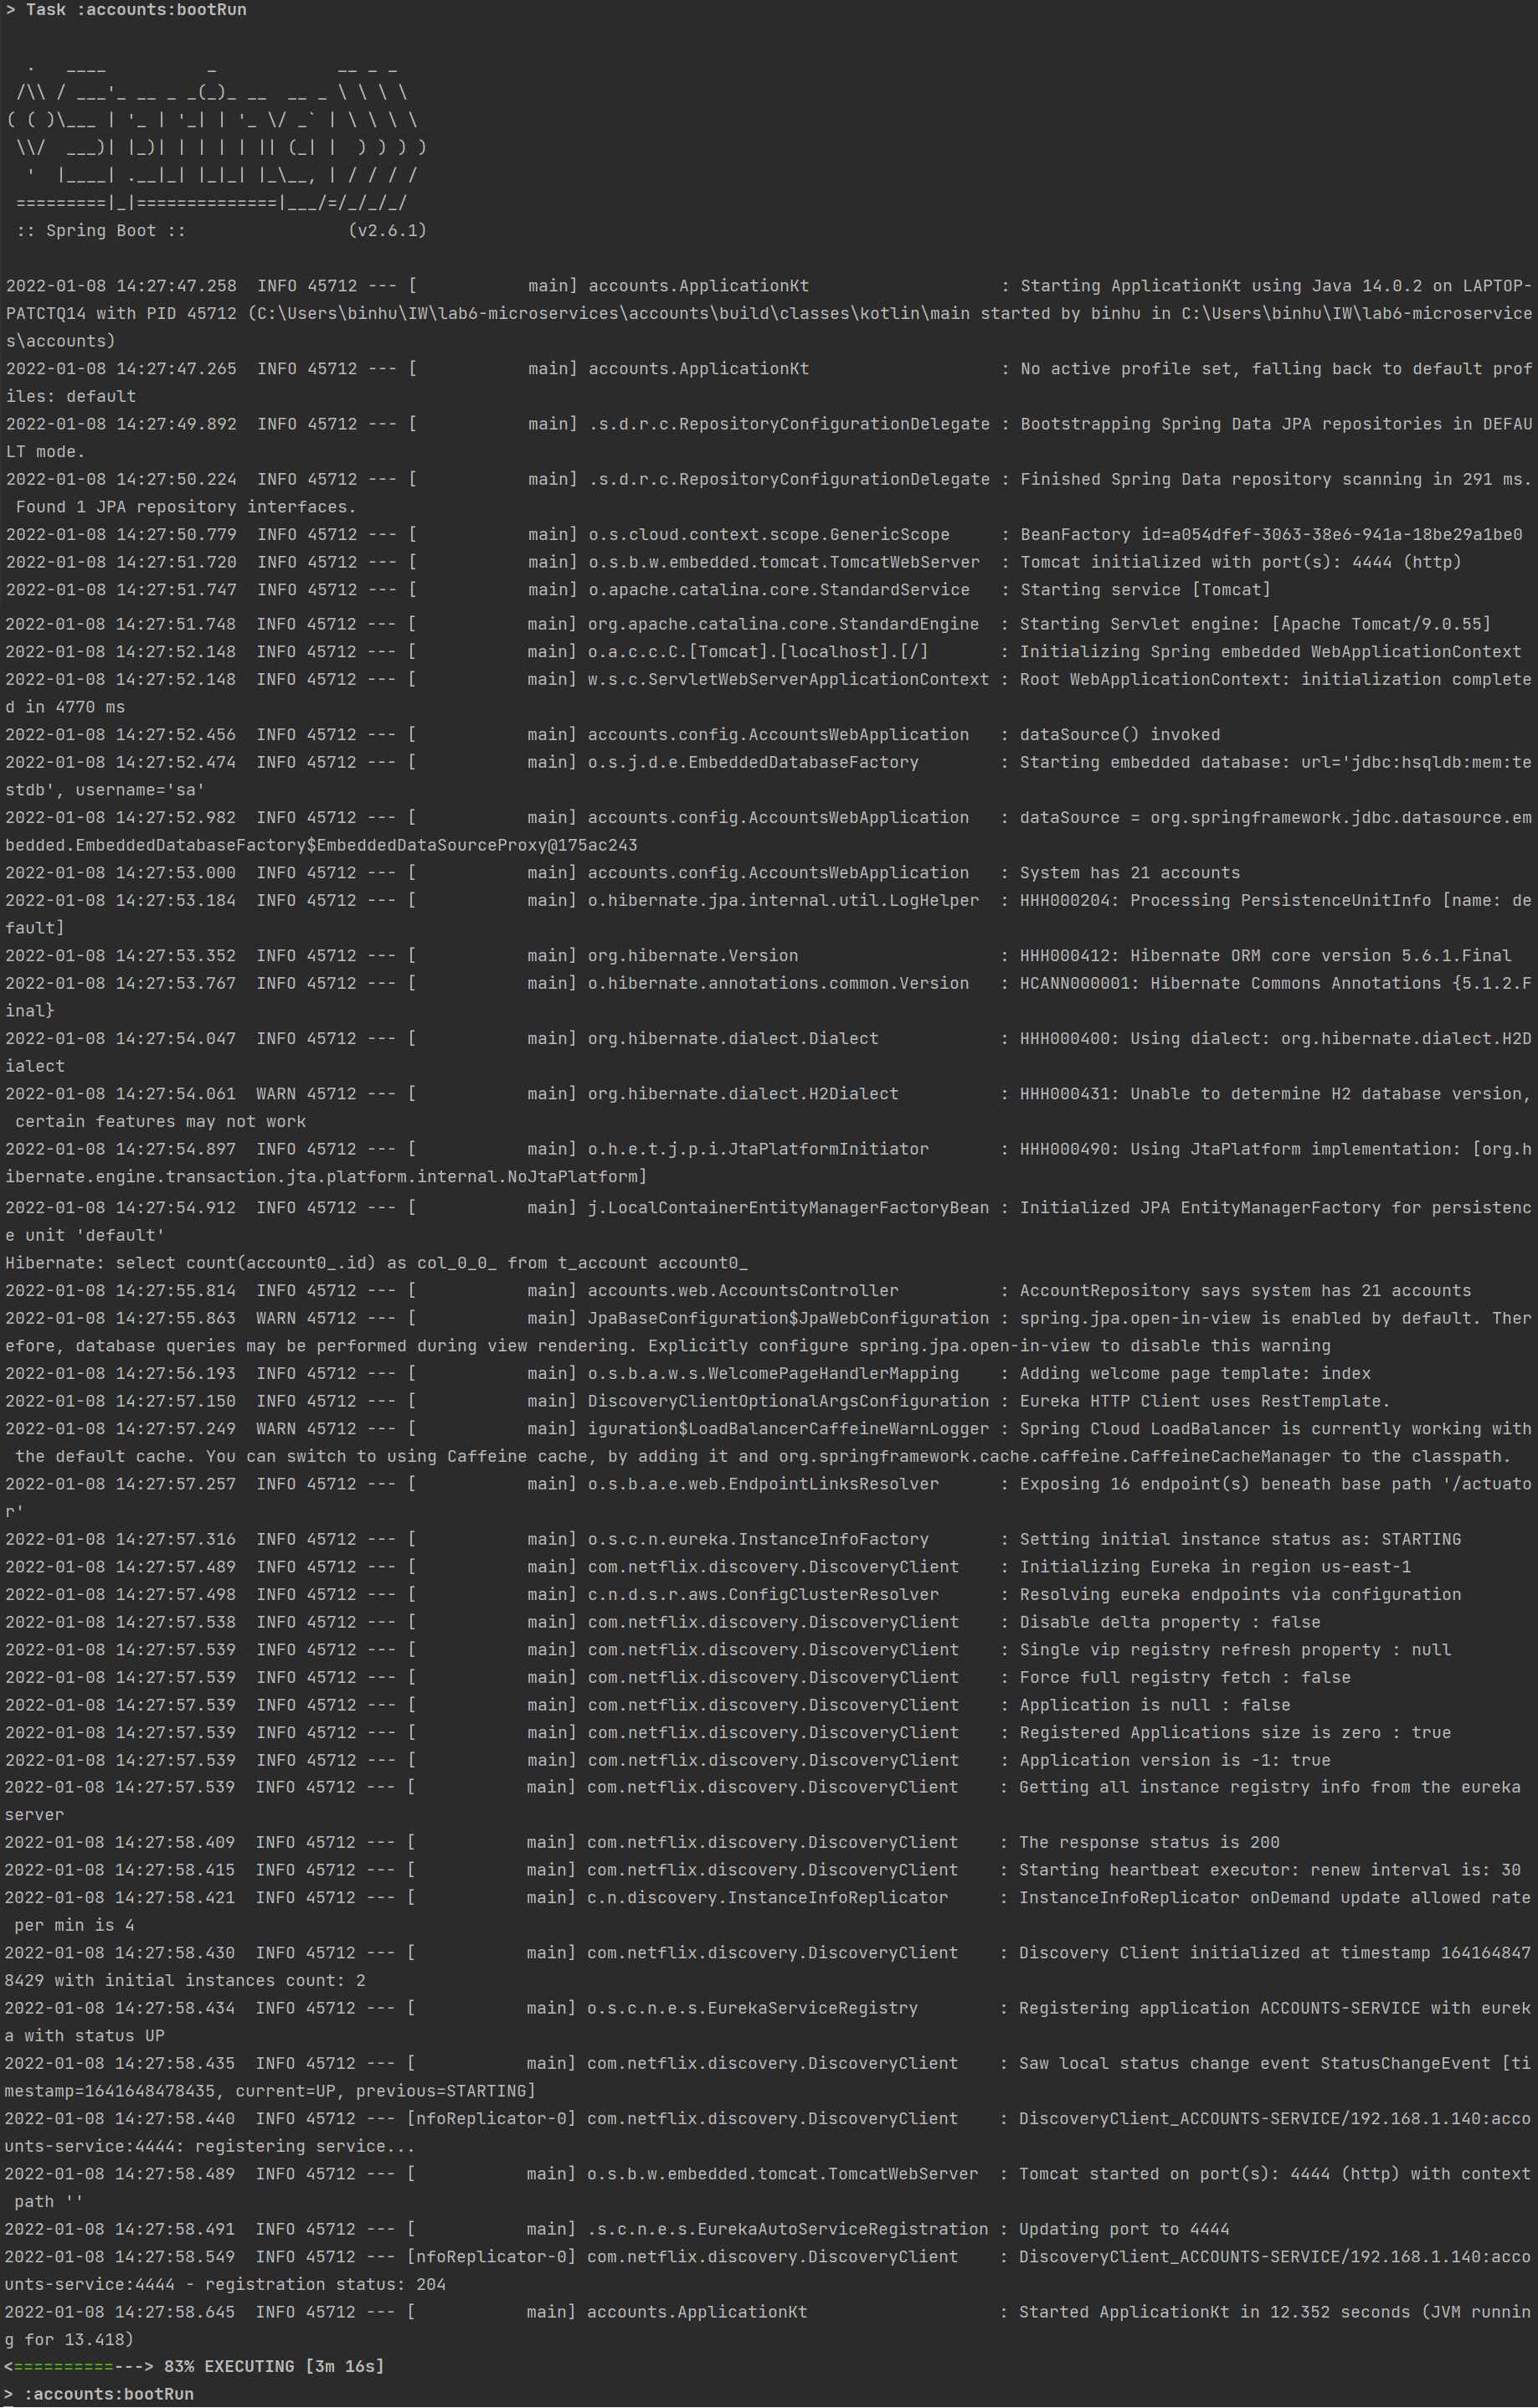 > Task :accounts:bootRun
  .   ____          _            __ _ _
 /\\ / ___'_ __ _ _(_)_ __  __ _ \ \ \ \
( ( )\___ | '_ | '_| | '_ \/ _` | \ \ \ \
 \\/  ___)| |_)| | | | | || (_| |  ) ) ) )
  '  |____| .__|_| |_|_| |_\__, | / / / /
 =========|_|==============|___/=/_/_/_/
 :: Spring Boot ::                (v2.6.1)
2022-01-08 14:27:47.258  INFO 45712 --- [           main] accounts.ApplicationKt                   : Starting ApplicationKt using Java 14.0.2 on LAPTOP-
PATCTQ14 with PID 45712 (C:\Users\binhu\IW\lab6-microservices\accounts\build\classes\kotlin\main started by binhu in C:\Users\binhu\IW\lab6-microservice
s\accounts)
2022-01-08 14:27:47.265  INFO 45712 --- [           main] accounts.ApplicationKt                   : No active profile set, falling back to default prof
iles: default
2022-01-08 14:27:49.892  INFO 45712 --- [           main] .s.d.r.c.RepositoryConfigurationDelegate : Bootstrapping Spring Data JPA repositories in DEFAU
LT mode.
2022-01-08 14:27:50.224  INFO 45712 --- [           main] .s.d.r.c.RepositoryConfigurationDelegate : Finished Spring Data repository scanning in 291 ms.
 Found 1 JPA repository interfaces.
2022-01-08 14:27:50.779  INFO 45712 --- [           main] o.s.cloud.context.scope.GenericScope     : BeanFactory id=a054dfef-3063-38e6-941a-18be29a1be0
2022-01-08 14:27:51.720  INFO 45712 --- [           main] o.s.b.w.embedded.tomcat.TomcatWebServer  : Tomcat initialized with port(s): 4444 (http)
2022-01-08 14:27:51.747  INFO 45712 --- [           main] o.apache.catalina.core.StandardService   : Starting service [Tomcat]
2022-01-08 14:27:51.748  INFO 45712 --- [           main] org.apache.catalina.core.StandardEngine  : Starting Servlet engine: [Apache Tomcat/9.0.55]
2022-01-08 14:27:52.148  INFO 45712 --- [           main] o.a.c.c.C.[Tomcat].[localhost].[/]       : Initializing Spring embedded WebApplicationContext
2022-01-08 14:27:52.148  INFO 45712 --- [           main] w.s.c.ServletWebServerApplicationContext : Root WebApplicationContext: initialization complete
d in 4770 ms
2022-01-08 14:27:52.456  INFO 45712 --- [           main] accounts.config.AccountsWebApplication   : dataSource() invoked
2022-01-08 14:27:52.474  INFO 45712 --- [           main] o.s.j.d.e.EmbeddedDatabaseFactory        : Starting embedded database: url='jdbc:hsqldb:mem:te
stdb', username='sa'
2022-01-08 14:27:52.982  INFO 45712 --- [           main] accounts.config.AccountsWebApplication   : dataSource = org.springframework.jdbc.datasource.em
bedded.EmbeddedDatabaseFactory$EmbeddedDataSourceProxy@175ac243
2022-01-08 14:27:53.000  INFO 45712 --- [           main] accounts.config.AccountsWebApplication   : System has 21 accounts
2022-01-08 14:27:53.184  INFO 45712 --- [           main] o.hibernate.jpa.internal.util.LogHelper  : HHH000204: Processing PersistenceUnitInfo [name: de
fault]
2022-01-08 14:27:53.352  INFO 45712 --- [           main] org.hibernate.Version                    : HHH000412: Hibernate ORM core version 5.6.1.Final
2022-01-08 14:27:53.767  INFO 45712 --- [           main] o.hibernate.annotations.common.Version   : HCANN000001: Hibernate Commons Annotations {5.1.2.F
inal}
2022-01-08 14:27:54.047  INFO 45712 --- [           main] org.hibernate.dialect.Dialect            : HHH000400: Using dialect: org.hibernate.dialect.H2D
ialect
2022-01-08 14:27:54.061  WARN 45712 --- [           main] org.hibernate.dialect.H2Dialect          : HHH000431: Unable to determine H2 database version,
 certain features may not work
2022-01-08 14:27:54.897  INFO 45712 --- [           main] o.h.e.t.j.p.i.JtaPlatformInitiator       : HHH000490: Using JtaPlatform implementation: [org.h
ibernate.engine.transaction.jta.platform.internal.NoJtaPlatform]
2022-01-08 14:27:54.912  INFO 45712 --- [           main] j.LocalContainerEntityManagerFactoryBean : Initialized JPA EntityManagerFactory for persistenc
e unit 'default'
Hibernate: select count(account0_.id) as col_0_0_ from t_account account0_
2022-01-08 14:27:55.814  INFO 45712 --- [           main] accounts.web.AccountsController          : AccountRepository says system has 21 accounts
2022-01-08 14:27:55.863  WARN 45712 --- [           main] JpaBaseConfiguration$JpaWebConfiguration : spring.jpa.open-in-view is enabled by default. Ther
efore, database queries may be performed during view rendering. Explicitly configure spring.jpa.open-in-view to disable this warning
2022-01-08 14:27:56.193  INFO 45712 --- [           main] o.s.b.a.w.s.WelcomePageHandlerMapping    : Adding welcome page template: index
2022-01-08 14:27:57.150  INFO 45712 --- [           main] DiscoveryClientOptionalArgsConfiguration : Eureka HTTP Client uses RestTemplate.
2022-01-08 14:27:57.249  WARN 45712 --- [           main] iguration$LoadBalancerCaffeineWarnLogger : Spring Cloud LoadBalancer is currently working with
 the default cache. You can switch to using Caffeine cache, by adding it and org.springframework.cache.caffeine.CaffeineCacheManager to the classpath.
2022-01-08 14:27:57.257  INFO 45712 --- [           main] o.s.b.a.e.web.EndpointLinksResolver      : Exposing 16 endpoint(s) beneath base path '/actuato
r'
2022-01-08 14:27:57.316  INFO 45712 --- [           main] o.s.c.n.eureka.InstanceInfoFactory       : Setting initial instance status as: STARTING
2022-01-08 14:27:57.489  INFO 45712 --- [           main] com.netflix.discovery.DiscoveryClient    : Initializing Eureka in region us-east-1
2022-01-08 14:27:57.498  INFO 45712 --- [           main] c.n.d.s.r.aws.ConfigClusterResolver      : Resolving eureka endpoints via configuration
2022-01-08 14:27:57.538  INFO 45712 --- [           main] com.netflix.discovery.DiscoveryClient    : Disable delta property : false
2022-01-08 14:27:57.539  INFO 45712 --- [           main] com.netflix.discovery.DiscoveryClient    : Single vip registry refresh property : null
2022-01-08 14:27:57.539  INFO 45712 --- [           main] com.netflix.discovery.DiscoveryClient    : Force full registry fetch : false
2022-01-08 14:27:57.539  INFO 45712 --- [           main] com.netflix.discovery.DiscoveryClient    : Application is null : false
2022-01-08 14:27:57.539  INFO 45712 --- [           main] com.netflix.discovery.DiscoveryClient    : Registered Applications size is zero : true
2022-01-08 14:27:57.539  INFO 45712 --- [           main] com.netflix.discovery.DiscoveryClient    : Application version is -1: true
2022-01-08 14:27:57.539  INFO 45712 --- [           main] com.netflix.discovery.DiscoveryClient    : Getting all instance registry info from the eureka
server
2022-01-08 14:27:58.409  INFO 45712 --- [           main] com.netflix.discovery.DiscoveryClient    : The response status is 200
2022-01-08 14:27:58.415  INFO 45712 --- [           main] com.netflix.discovery.DiscoveryClient    : Starting heartbeat executor: renew interval is: 30
2022-01-08 14:27:58.421  INFO 45712 --- [           main] c.n.discovery.InstanceInfoReplicator     : InstanceInfoReplicator onDemand update allowed rate
 per min is 4
2022-01-08 14:27:58.430  INFO 45712 --- [           main] com.netflix.discovery.DiscoveryClient    : Discovery Client initialized at timestamp 164164847
8429 with initial instances count: 2
2022-01-08 14:27:58.434  INFO 45712 --- [           main] o.s.c.n.e.s.EurekaServiceRegistry        : Registering application ACCOUNTS-SERVICE with eurek
a with status UP
2022-01-08 14:27:58.435  INFO 45712 --- [           main] com.netflix.discovery.DiscoveryClient    : Saw local status change event StatusChangeEvent [ti
mestamp=1641648478435, current=UP, previous=STARTING]
2022-01-08 14:27:58.440  INFO 45712 --- [nfoReplicator-0] com.netflix.discovery.DiscoveryClient    : DiscoveryClient_ACCOUNTS-SERVICE/192.168.1.140:acco
unts-service:4444: registering service...
2022-01-08 14:27:58.489  INFO 45712 --- [           main] o.s.b.w.embedded.tomcat.TomcatWebServer  : Tomcat started on port(s): 4444 (http) with context
 path ''
2022-01-08 14:27:58.491  INFO 45712 --- [           main] .s.c.n.e.s.EurekaAutoServiceRegistration : Updating port to 4444
2022-01-08 14:27:58.549  INFO 45712 --- [nfoReplicator-0] com.netflix.discovery.DiscoveryClient    : DiscoveryClient_ACCOUNTS-SERVICE/192.168.1.140:acco
unts-service:4444 - registration status: 204
2022-01-08 14:27:58.645  INFO 45712 --- [           main] accounts.ApplicationKt                   : Started ApplicationKt in 12.352 seconds (JVM runnin
g for 13.418)
<==========---> 83% EXECUTING [3m 16s]
> :accounts:bootRun